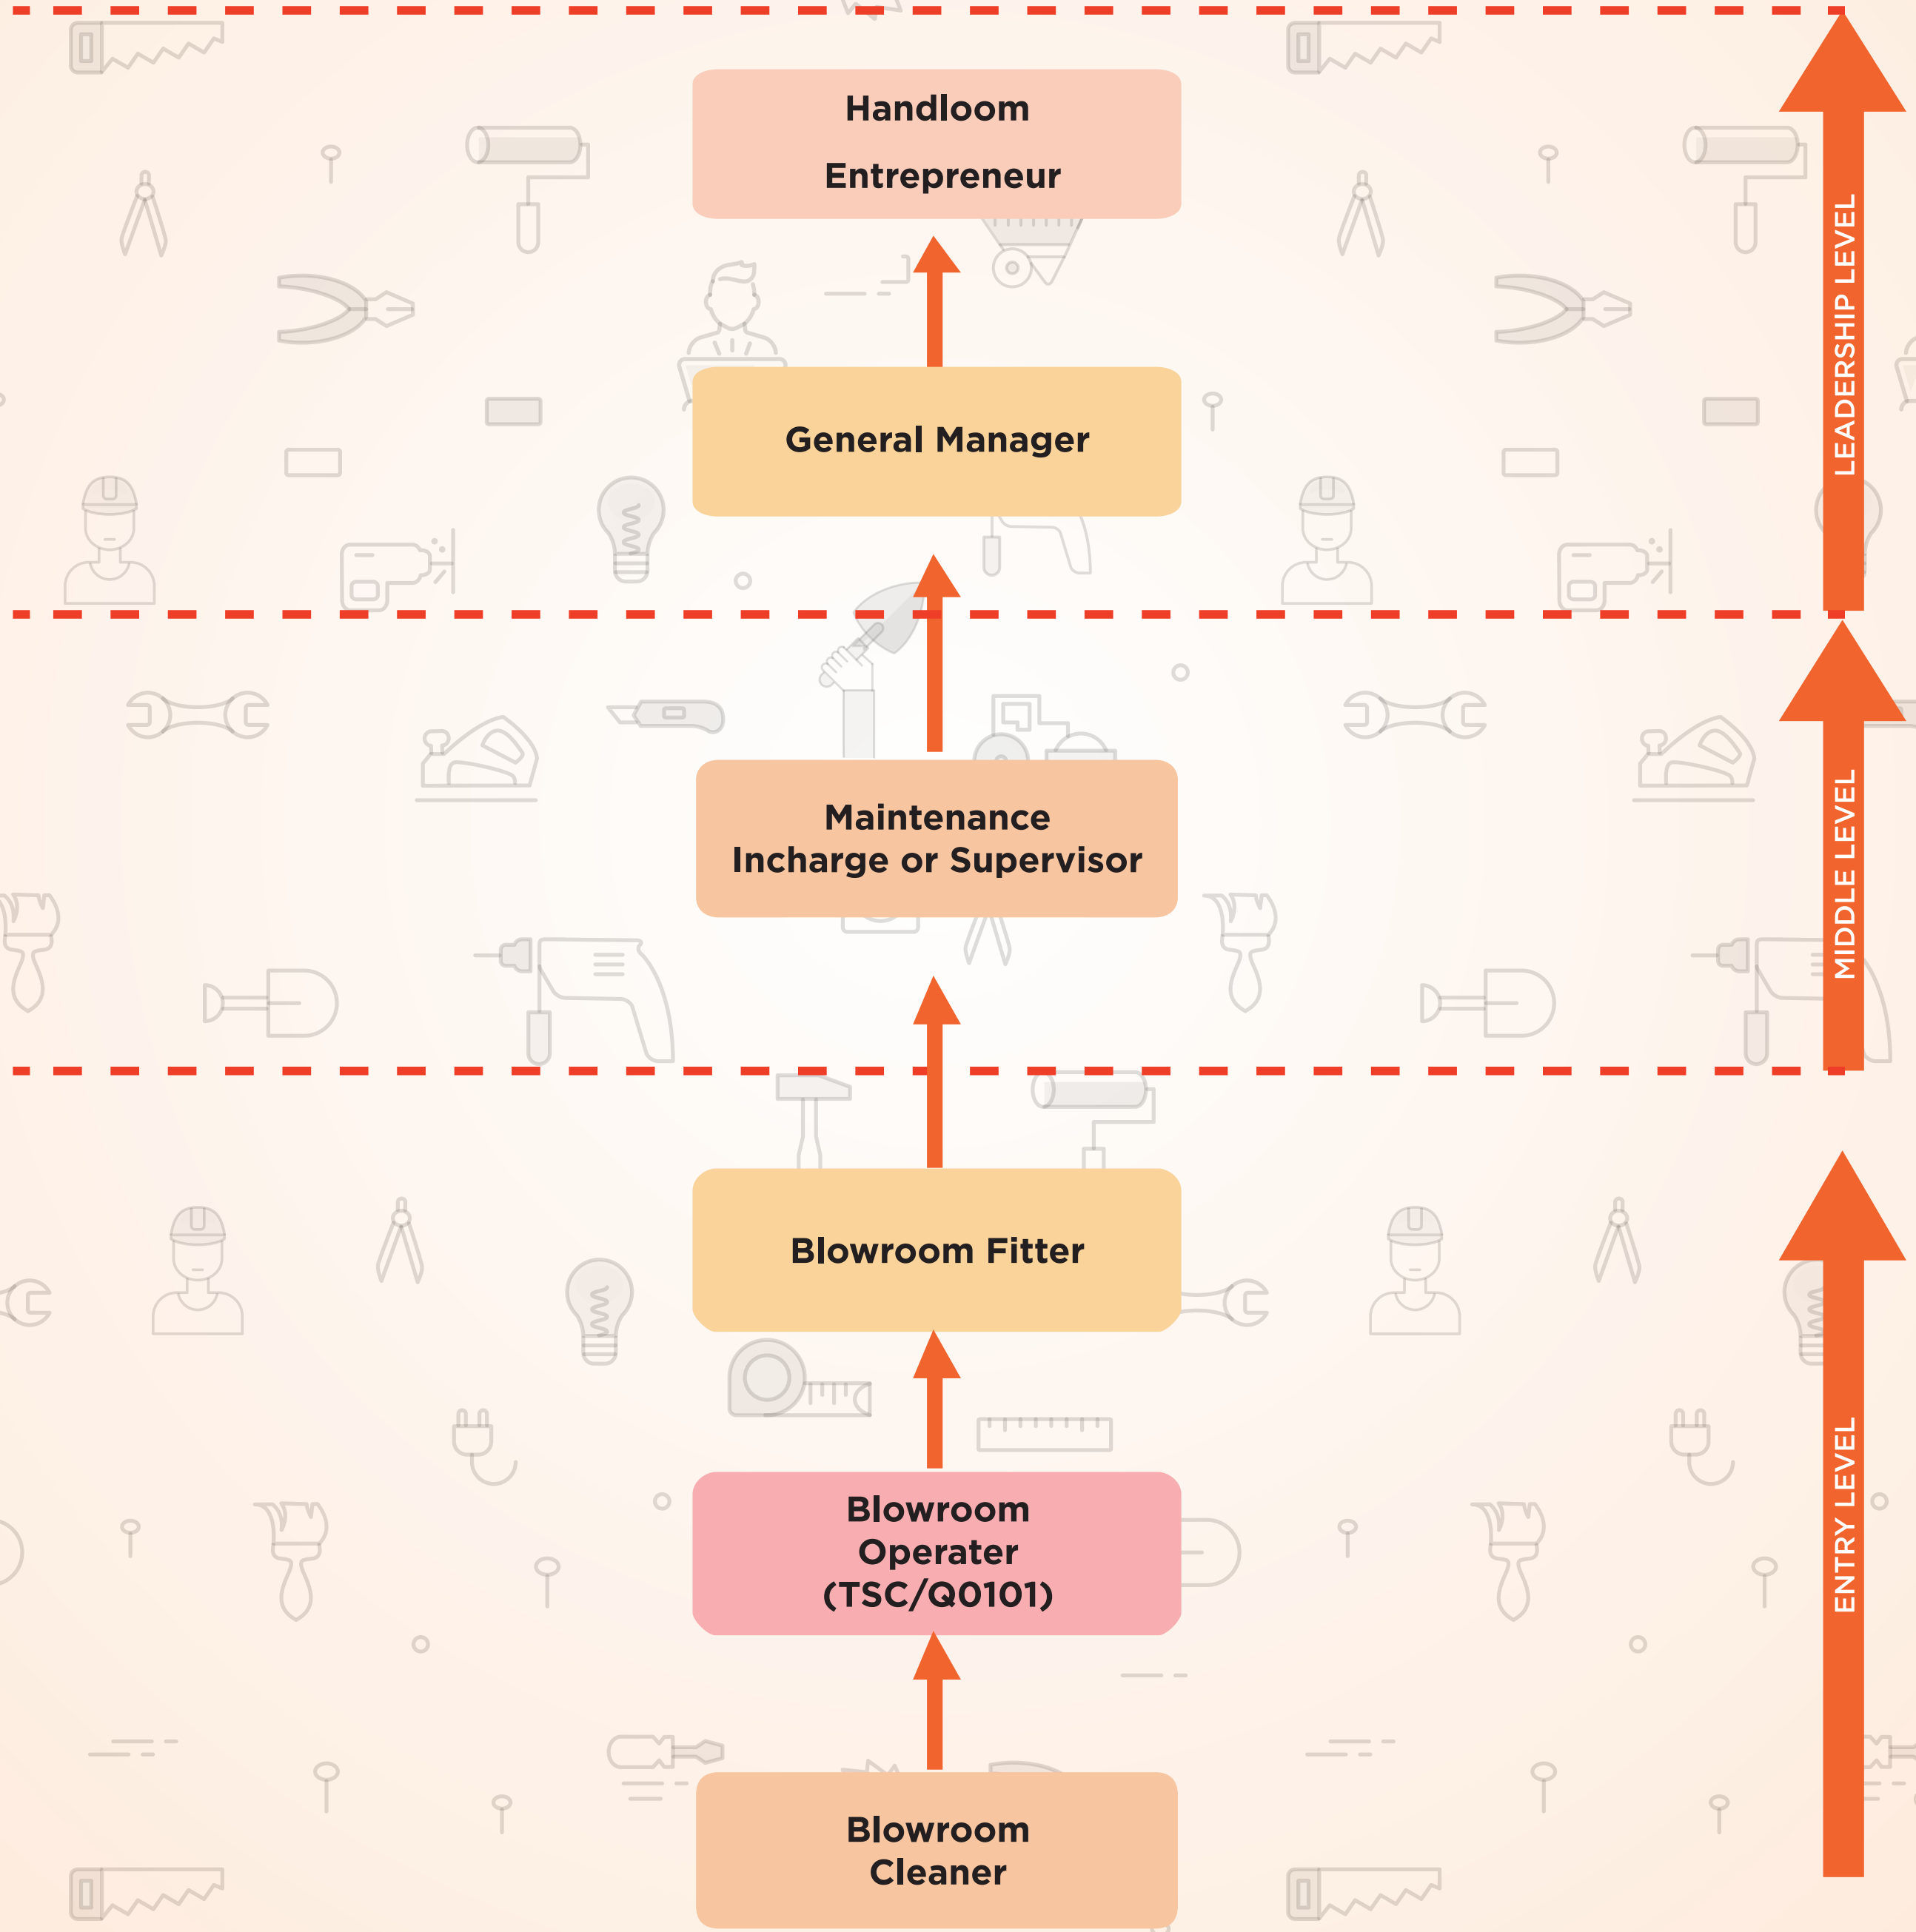 Handloom
Entrepreneur
General Manager
LEADERSHIP LEVEL
Maintenance
Incharge or Supervisor
MIDDLE LEVEL
Blowroom Fitter
Blowroom
Operater
(TSC/Q0101)
ENTRY LEVEL
Blowroom
Cleaner